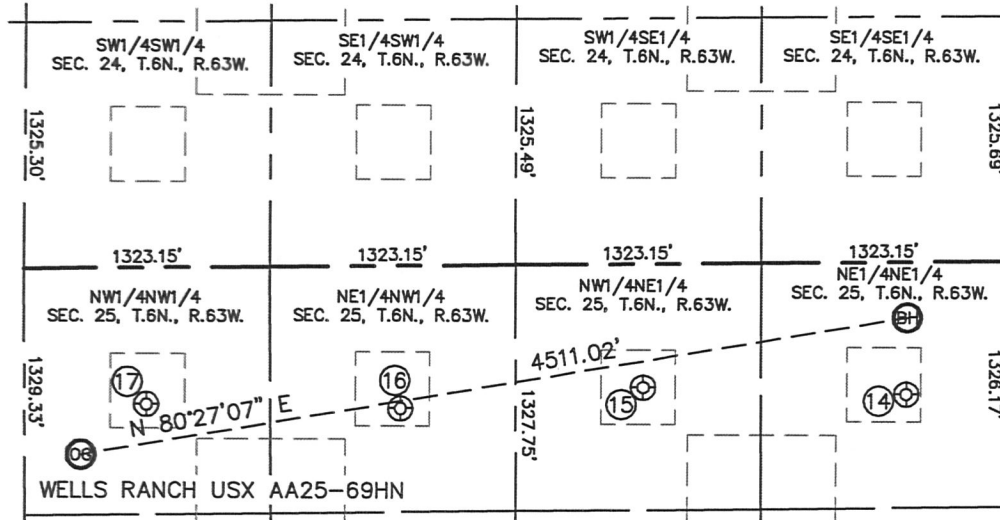 SW1/4SW1/4
SEC. 24, T.6N., R.63W.
SE1/4SW1/4
SEC. 24, T.6N., R.63W.
SW1/4SE1/4
SEC. 24, T.6N., R.63W.
SE1/4SE1/4
SEC. 24, T.6N., R.63W.
1325.30'
1325.49'
1325.69'
1323.15'
1323.15'
1323.15'
1323.15'
NW1/4NW1/4
SEC. 25, T.6N., R.63W.
NE1/4NW1/4
SEC. 25, T.6N., R.63W.
NW1/4NE1/4
SEC. 25, T.6N., R.63W.
NE1/4NE1/4
SEC. 25, T.6N., R.63W.
BH
4511.02'
1329.33'
17
16
15
14
1327.75'
1326.17'
N 80°27'07" E
06
WELLS RANCH USX AA25-69HN